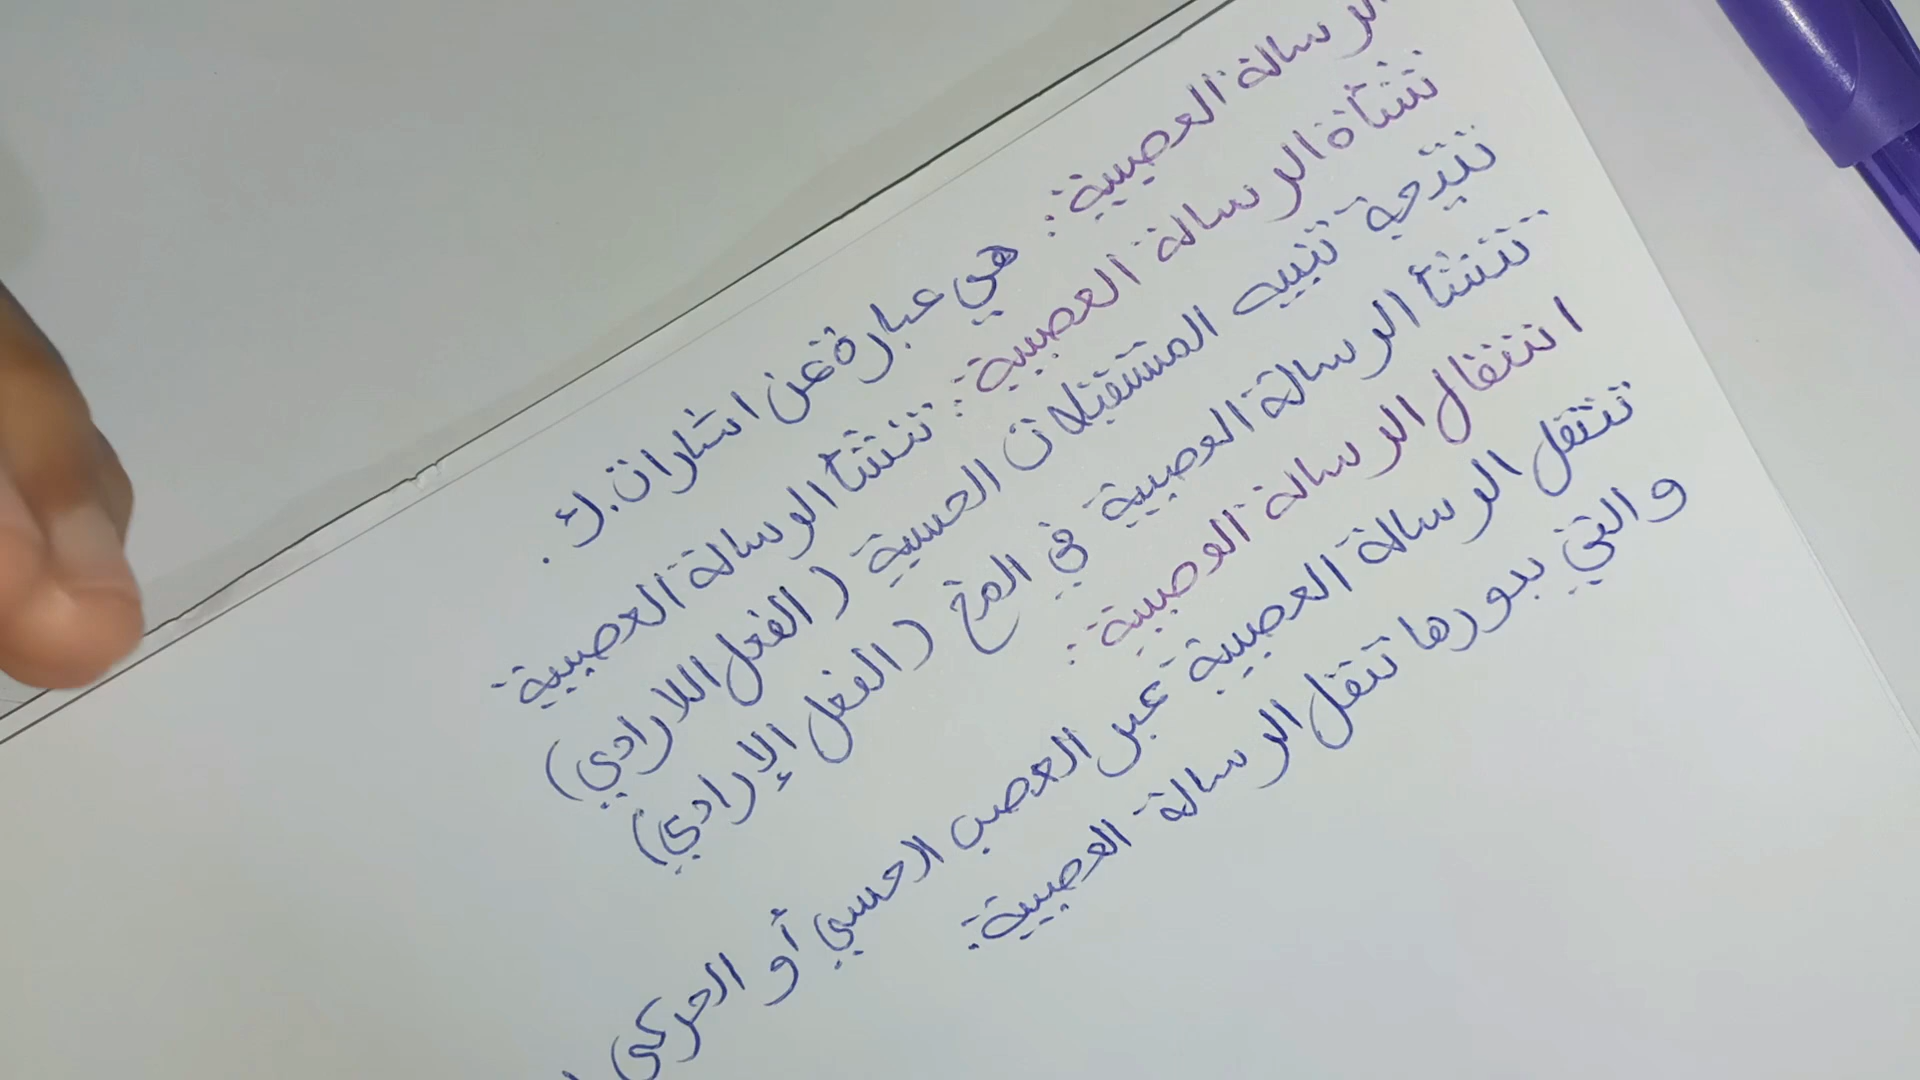 الرسالة العصبية: هي عبارة عن اشارات.ك.
نشأة الرسالة العصبية: تنشأ الرسالة العصبية
نتيجة تنبيه المستقبلات الحسية (الفعل اللارادي)
تنشأ الرسالة العصبية في المخ (الفعل الإرادي)
انتقال الرسالة العصبية:
تنتقل الرسالة العصبية عبر العصب الحسي أو الحركي
والتي بدورها تنقل الرسالة العصبية.